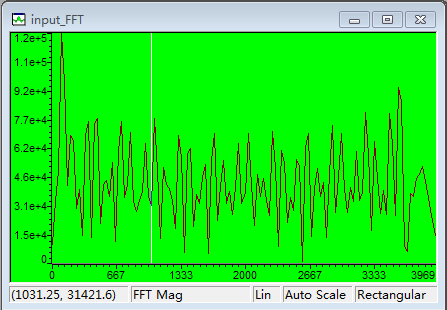 input_FFT
1.2e+5
1.1e+5
9.2e+4
7.7e+4
6.2e+4
4.6e+4
3.1e+4
1.5e+4
0
0 667 1333 2000 2667 3333 3969
(1031.25, 31421.6) FFT Mag Lin Auto Scale Rectangular